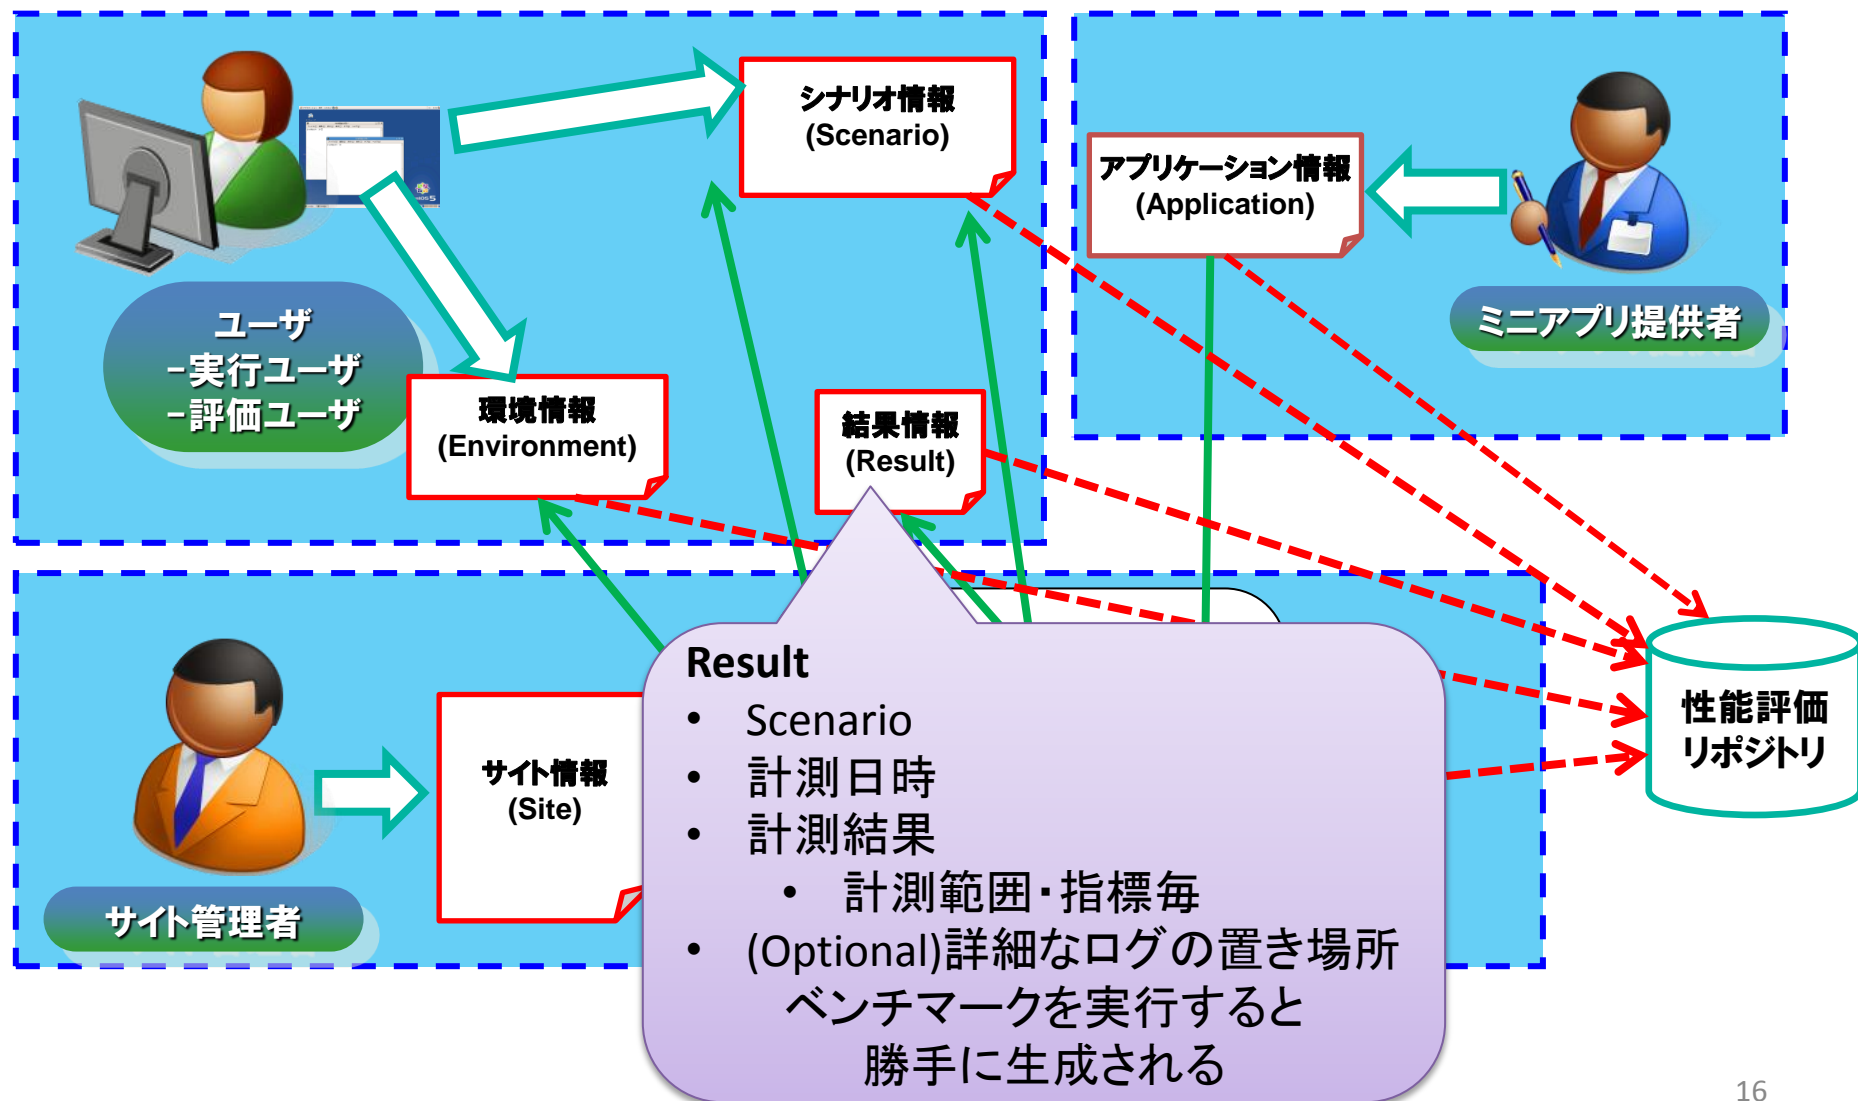 シナリオ情報
(Scenario)
アプリケーション情報
(Application)
ユーザ
-実行ユーザ
-評価ユーザ
ミニアプリ提供者
環境情報
(Environment)
結果情報
(Result)
サイト情報
(Site)
サイト管理者
性能評価
リポジトリ
Result
• Scenario
• 計測日時
• 計測結果
• 計測範囲・指標毎
• (Optional)詳細なログの置き場所
ベンチマークを実行すると
勝手に生成される
16